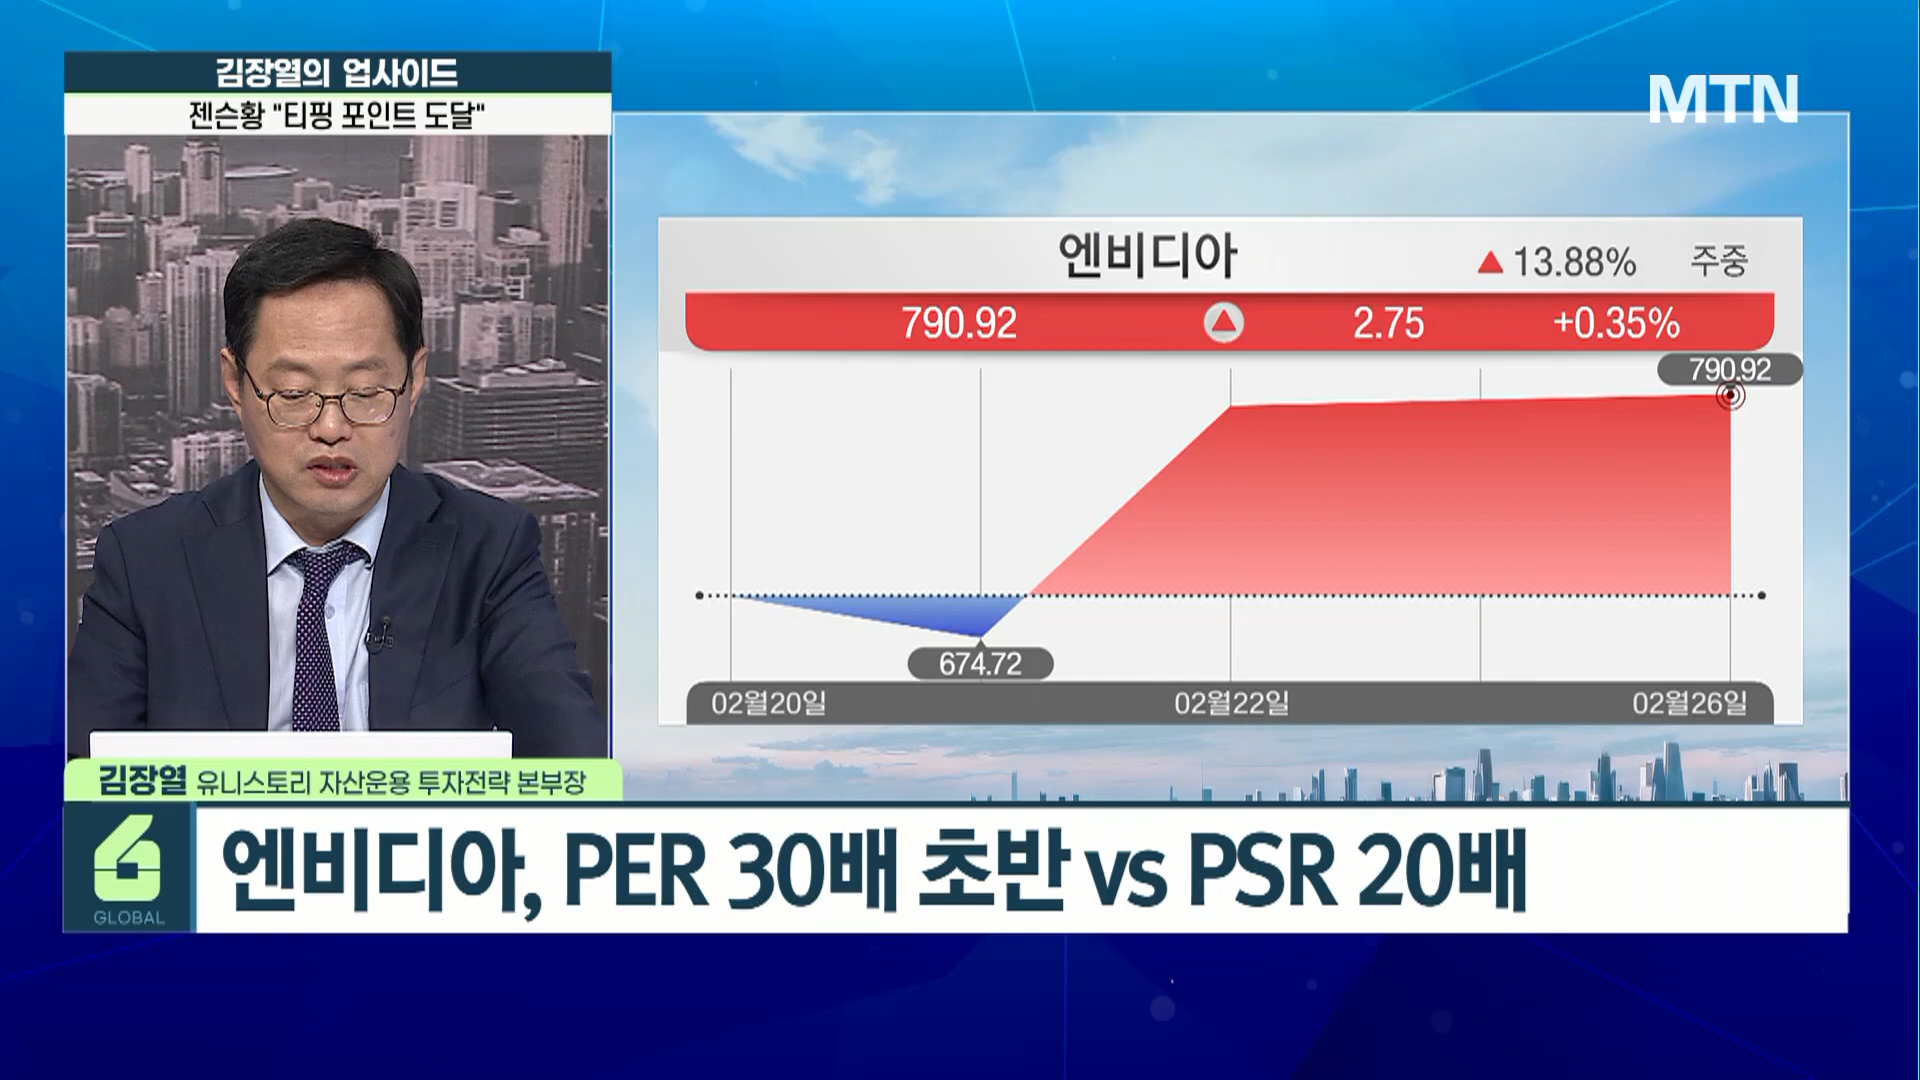 김장열의 업사이드
젠슨황 "티핑 포인트 도달"
MTN
엔비디아 ▲ 13.88% 주중
790.92 ▲ 2.75 +0.35%
790.92
674.72
02월20일 02월22일 02월26일
김장열 유니스토리 자산운용 투자전략 본부장
6
GLOBAL
엔비디아, PER 30배 초반 vs PSR 20배